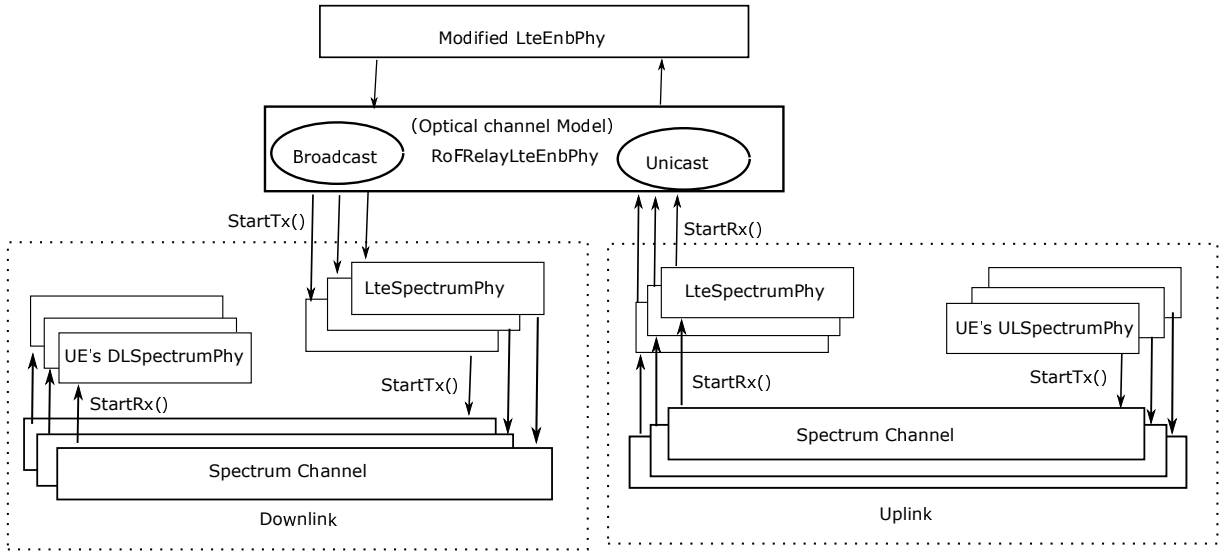 Modified LteEnbPhy
(Optical channel Model)
Broadcast
RoFRelayLteEnbPhy
Unicast
StartTx()
StartRx()
LteSpectrumPhy
UE's DLSpectrumPhy
StartTx()
StartRx()
Spectrum Channel
Downlink
LteSpectrumPhy
UE's ULSpectrumPhy
StartRx()
StartTx()
Spectrum Channel
Uplink